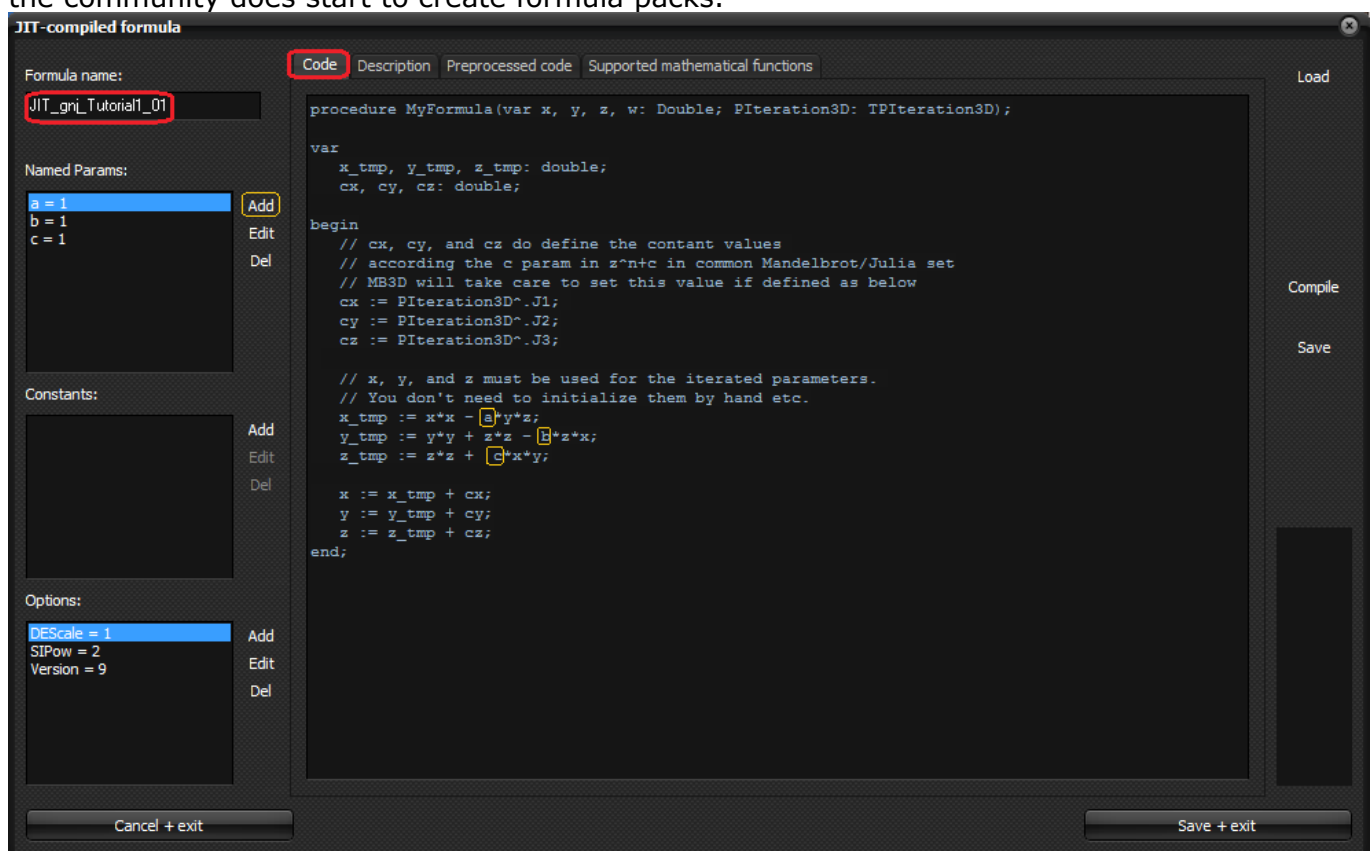 the community does start to create formula packs.
JIT-compiled formula
Formula name:
JIT_gnj_Tutorial1_01
Named Params:
a = 1
b = 1
c = 1
Add
Edit
Del
Constants:
Add
Edit
Del
Options:
DEScale = 1
SIPow = 2
Version = 9
Add
Edit
Del
Cancel + exit
Code Description Preprocessed code Supported mathematical functions
procedure MyFormula(var x, y, z, w: Double; PIteration3D: TPIteration3D);
var
x_tmp, y_tmp, z_tmp: double;
cx, cy, cz: double;
begin
// cx, cy, and cz do define the contant values
// according the c param in z^n+c in common Mandelbrot/Julia set
// MB3D will take care to set this value if defined as below
cx := PIteration3D^.J1;
cy := PIteration3D^.J2;
cz := PIteration3D^.J3;
// x, y, and z must be used for the iterated parameters.
// You don't need to initialize them by hand etc.
x_tmp := x*x - a*y*z;
y_tmp := y*y + z*z - b*z*x;
z_tmp := z*z + c*x*y;
x := x_tmp + cx;
y := y_tmp + cy;
z := z_tmp + cz;
end;
Load
Compile
Save
Save + exit